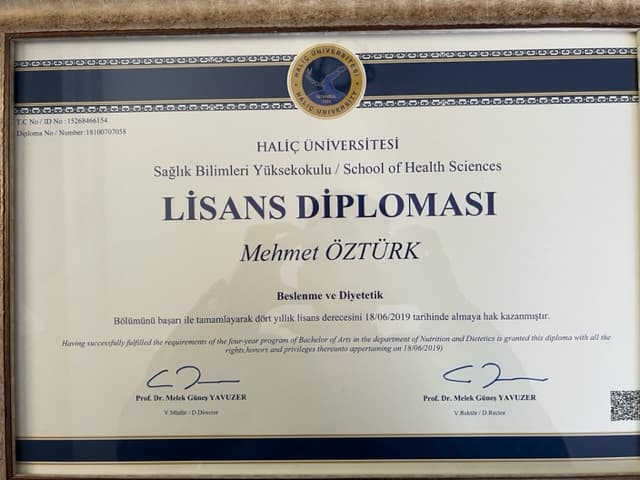 HALİÇ ÜNİVERSİTESİ
İSTANBUL
1998
HALİÇ UNIVERSITY
T.C No / ID No :15268466154
Diploma No / Number :18100707058
HALİÇ ÜNİVERSİTESİ
Sağlık Bilimleri Yüksekokulu / School of Health Sciences
LİSANS DİPLOMASI
Mehmet ÖZTÜRK
Beslenme ve Diyetetik
Bölümünü başarı ile tamamlayarak dört yıllık lisans derecesini 18/06/2019 tarihinde almaya hak kazanmıştır.
Having successfully fulfilled the requirements of the four-year program of Bachelor of Arts in the department of Nutrition and Dietetics is granted this diploma with all the
rights,honors and privileges thereunto appertening on 18/06/2019)
Prof. Dr. Melek Güneş YAVUZER
V.Müdür / D.Director
Prof. Dr. Melek Güneş YAVUZER
V.Rektör / D.Rector